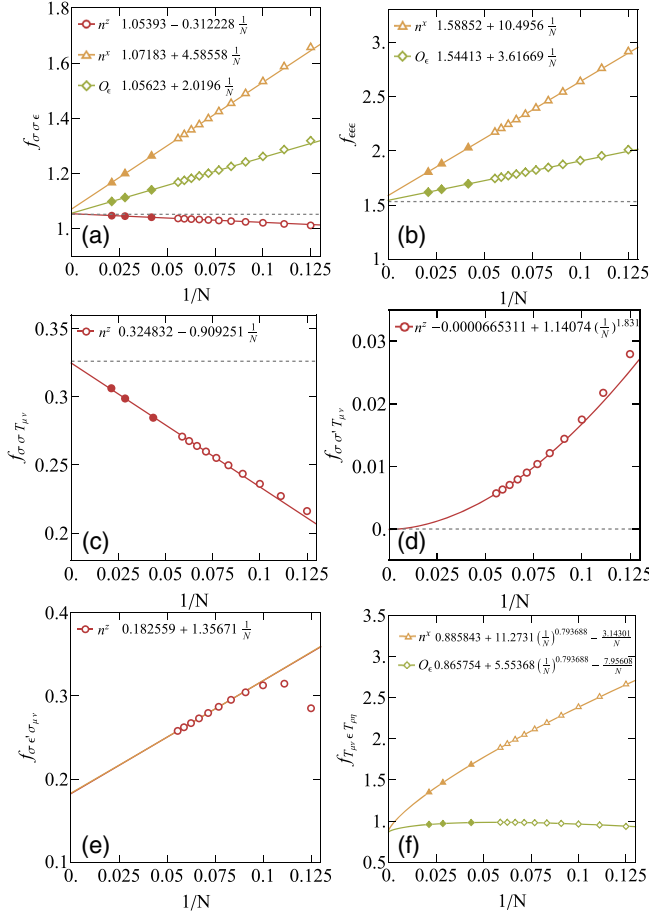 1.8
1.6
1.4
1.2
1.
f σ σ ϵ
n^z 1.05393 − 0.312228 1/N
n^x 1.07183 + 4.58558 1/N
O_ϵ 1.05623 + 2.0196 1/N
(a)
0. 0.025 0.05 0.075 0.1 0.125
1/N
3.
2.5
2.
1.5
1.
f ϵϵϵ
n^x 1.58852 + 10.4956 1/N
O_ϵ 1.54413 + 3.61669 1/N
(b)
0. 0.025 0.05 0.075 0.1 0.125
1/N
0.35
0.3
0.25
0.2
f σ σ T_μν
n^z 0.324832 − 0.909251 1/N
(c)
0. 0.025 0.05 0.075 0.1 0.125
1/N
0.03
0.02
0.01
0.
f σ σ' T_μν
n^z −0.0000665311 + 1.14074 (1/N)^1.831
(d)
0. 0.025 0.05 0.075 0.1 0.125
1/N
0.4
0.3
0.2
0.1
f σ ϵ' σ_μν
n^z 0.182559 + 1.35671 1/N
(e)
0. 0.025 0.05 0.075 0.1 0.125
1/N
3.5
3.
2.5
2.
1.5
1
0.5
f T_μν ϵ T_ρη
n^x 0.885843 + 11.2731 (1/N)^0.793688 − 3.14301/N
O_ϵ 0.865754 + 5.55368 (1/N)^0.793688 − 7.95608/N
(f)
0. 0.025 0.05 0.075 0.1 0.125
1/N